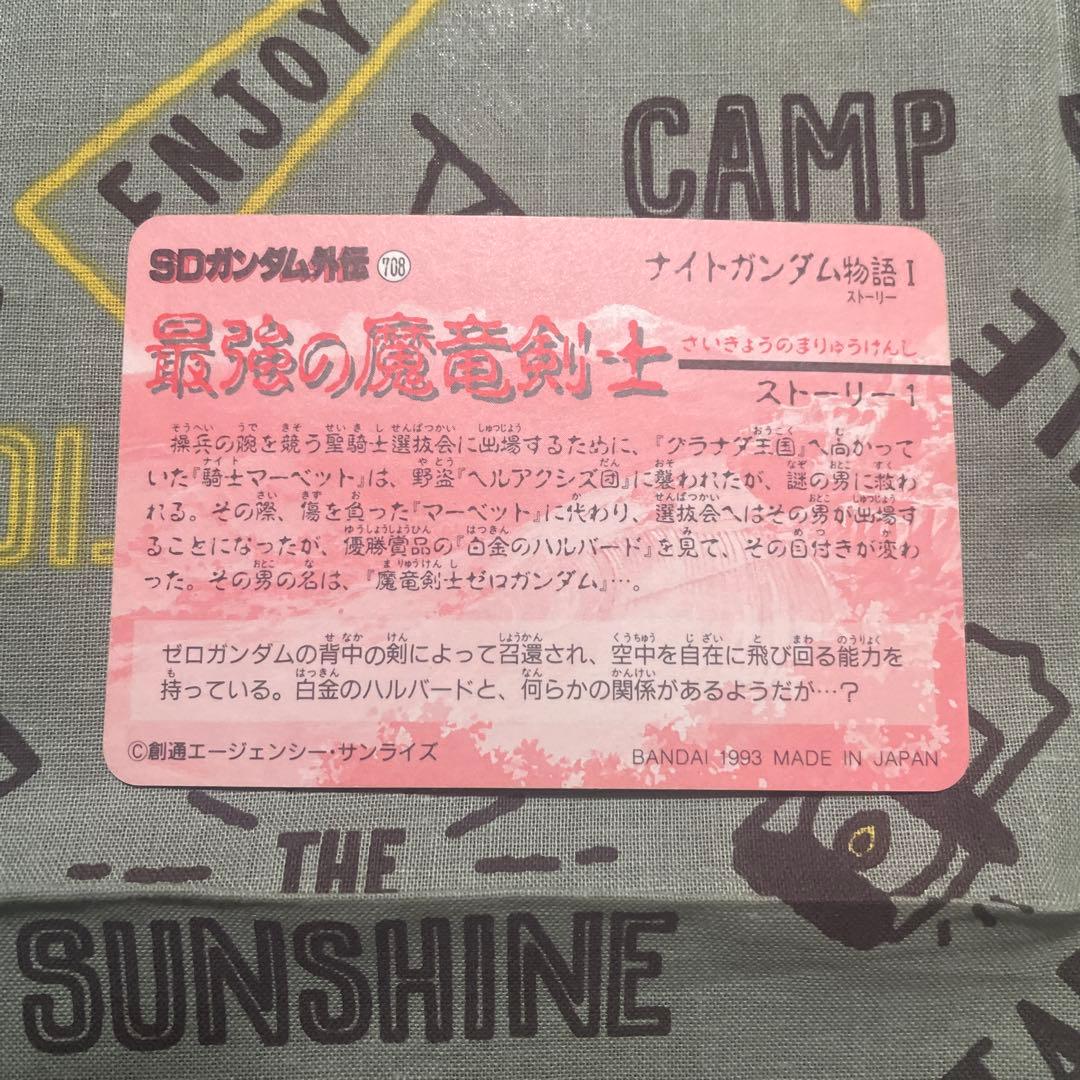 ENJOY
CAMP
SDガンダム外伝 708
ナイトガンダム物語 I
ストーリー
最強の魔竜剣士
さいきょうのまりゅうけんし
ストーリー1
操兵の腕を競う聖騎士選抜会に出場するために、『グラナダ王国』へ向かって
いた『騎士マーベット』は、野盗『ヘルアクシズ団』に襲われたが、謎の男に救わ
れる。その際、傷を負った『マーベット』に代わり、選抜会へはその男が出場す
ることになったが、優勝賞品の『白金のハルバード』を見て、その目付きが変わ
った。その男の名は、『魔竜剣士ゼロガンダム』…。
ゼロガンダムの背中の剣によって召還され、空中を自在に飛び回る能力を
持っている。白金のハルバードと、何らかの関係があるようだが…?
©創通エージェンシー・サンライズ
BANDAI 1993 MADE IN JAPAN
THE
SUNSHINE